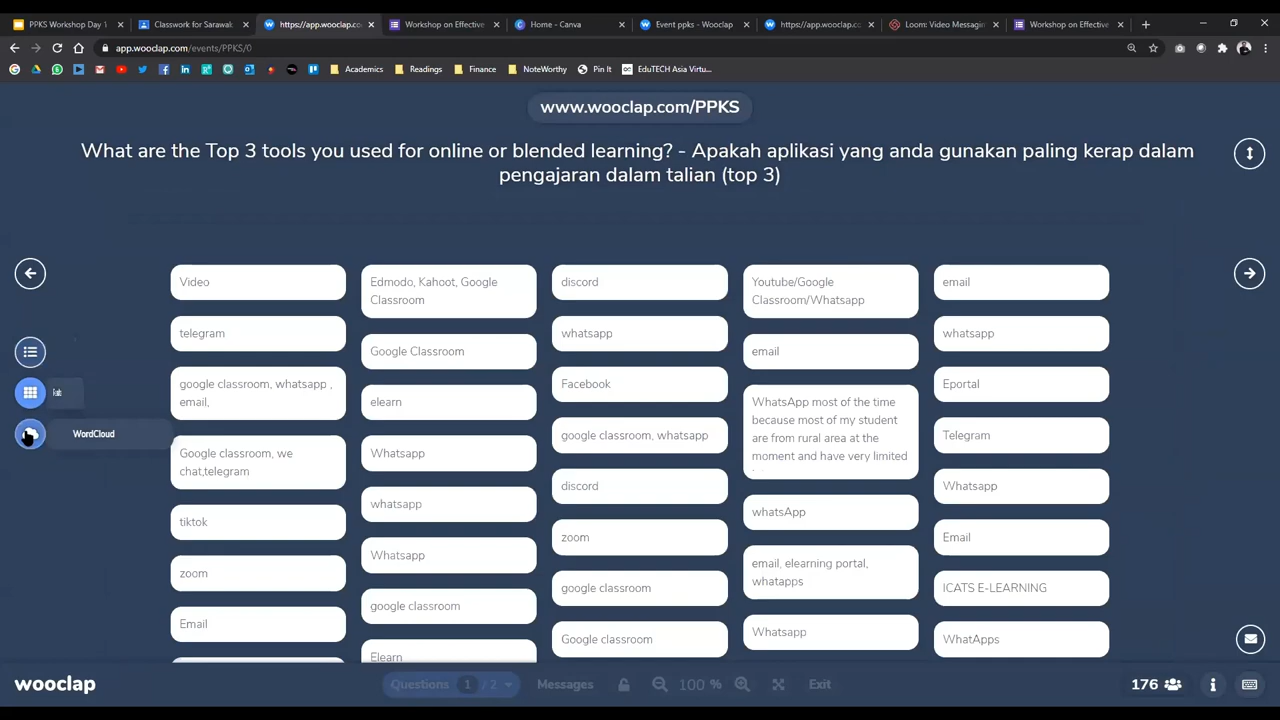 PPKS Workshop Day 1
Classwork for Sarawak
https://app.wooclap.com/
Workshop on Effective
Home - Canva
Event ppks - Wooclap
https://app.wooclap.co
Loom: Video Messaging
Workshop on Effective
app.wooclap.com/events/PPKS/0
Academics
Readings
Finance
NoteWorthy
Pin It
EduTECH Asia Virtu...
www.wooclap.com/PPKS
What are the Top 3 tools you used for online or blended learning? - Apakah aplikasi yang anda gunakan paling kerap dalam
pengajaran dalam talian (top 3)
WordCloud
Video
telegram
google classroom, whatsapp ,
email,
Google classroom, we
chat,telegram
tiktok
zoom
Email
Edmodo, Kahoot, Google
Classroom
Google Classroom
elearn
Whatsapp
whatsapp
Whatsapp
google classroom
Elearn
discord
whatsapp
Facebook
google classroom, whatsapp
discord
zoom
google classroom
Google classroom
Youtube/Google
Classroom/Whatsapp
email
WhatsApp most of the time
because most of my student
are from rural area at the
moment and have very limited
whatsApp
email, elearning portal,
whatapps
Whatsapp
email
whatsapp
Eportal
Telegram
Whatsapp
Email
ICATS E-LEARNING
WhatApps
wooclap
Questions 1 / 2
Messages
100 %
Exit
176